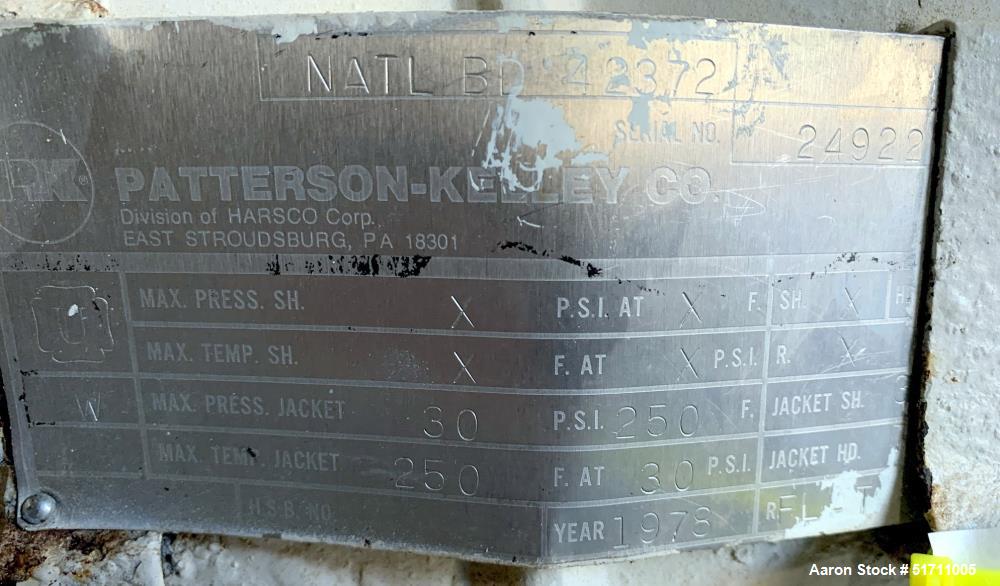 NATL BD 42372
SERIAL NO. 24922
PK ®
PATTERSON-KELLEY CO.
Division of HARSCO Corp.
EAST STROUDSBURG, PA 18301
U MAX. PRESS. SH. X P.S.I. AT X F. SH. X
MAX. TEMP. SH. X F. AT X P.S.I. R. X
W MAX. PRESS. JACKET 30 P.S.I. 250 F. JACKET SH.
MAX. TEMP. JACKET 250 F. AT 30 P.S.I. JACKET HD.
H.S.B. NO. YEAR 1978
Aaron Stock # 51711005